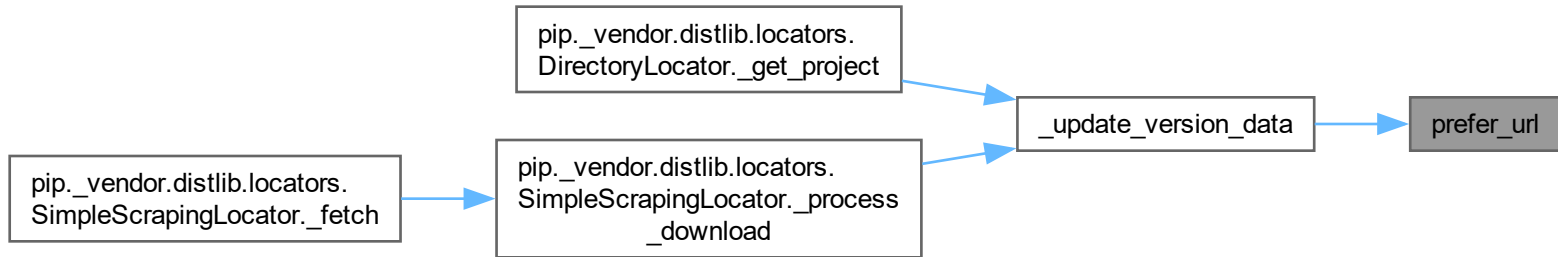 pip._vendor.distlib.locators.
DirectoryLocator._get_project
_update_version_data
prefer_url
pip._vendor.distlib.locators.
SimpleScrapingLocator._process
_download
pip._vendor.distlib.locators.
SimpleScrapingLocator._fetch